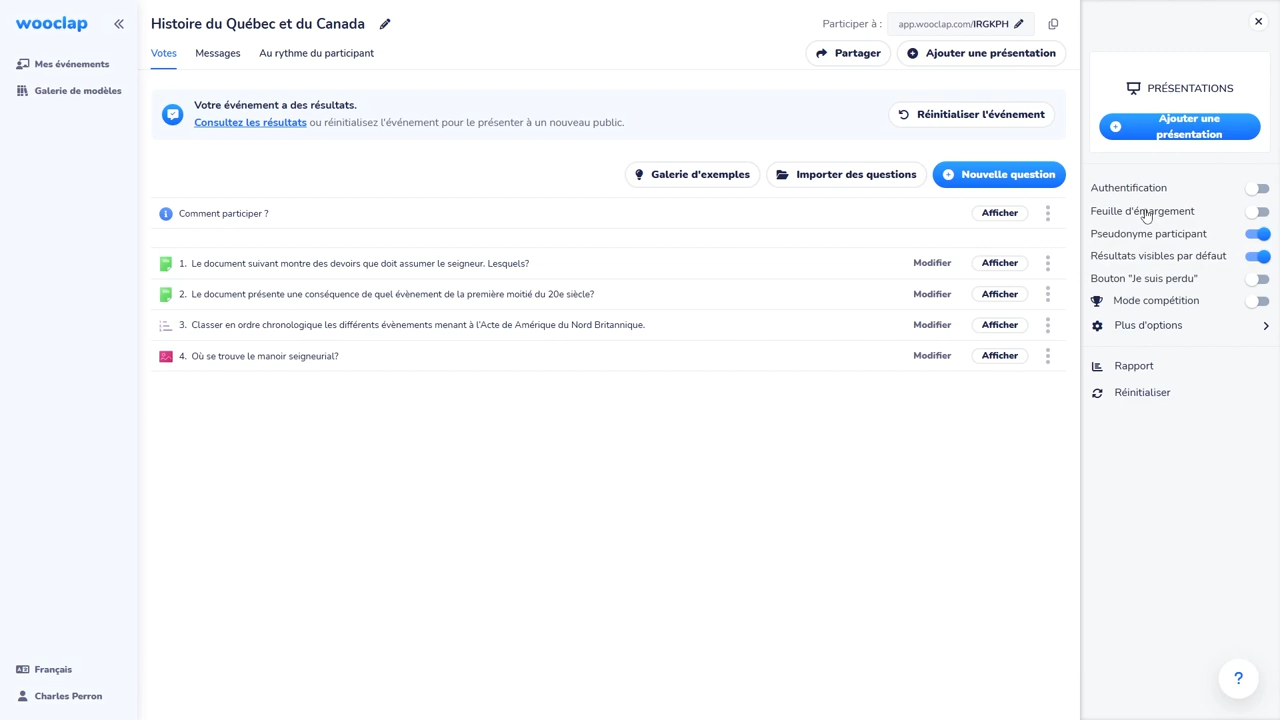 wooclap
Mes événements
Galerie de modèles
Français
Charles Perron
Histoire du Québec et du Canada
Participer à : app.wooclap.com/IRGKPH
Votes Messages Au rythme du participant
Partager Ajouter une présentation
Votre événement a des résultats.
Consultez les résultats ou réinitialisez l'événement pour le présenter à un nouveau public.
Réinitialiser l'événement
Galerie d'exemples Importer des questions Nouvelle question
Comment participer ? Afficher
1. Le document suivant montre des devoirs que doit assumer le seigneur. Lesquels? Modifier Afficher
2. Le document présente une conséquence de quel évènement de la première moitié du 20e siècle? Modifier Afficher
3. Classer en ordre chronologique les différents évènements menant à l'Acte de Amérique du Nord Britannique. Modifier Afficher
4. Où se trouve le manoir seigneurial? Modifier Afficher
PRÉSENTATIONS
Ajouter une
présentation
Authentification
Feuille d'émargement
Pseudonyme participant
Résultats visibles par défaut
Bouton "Je suis perdu"
Mode compétition
Plus d'options
Rapport
Réinitialiser
?